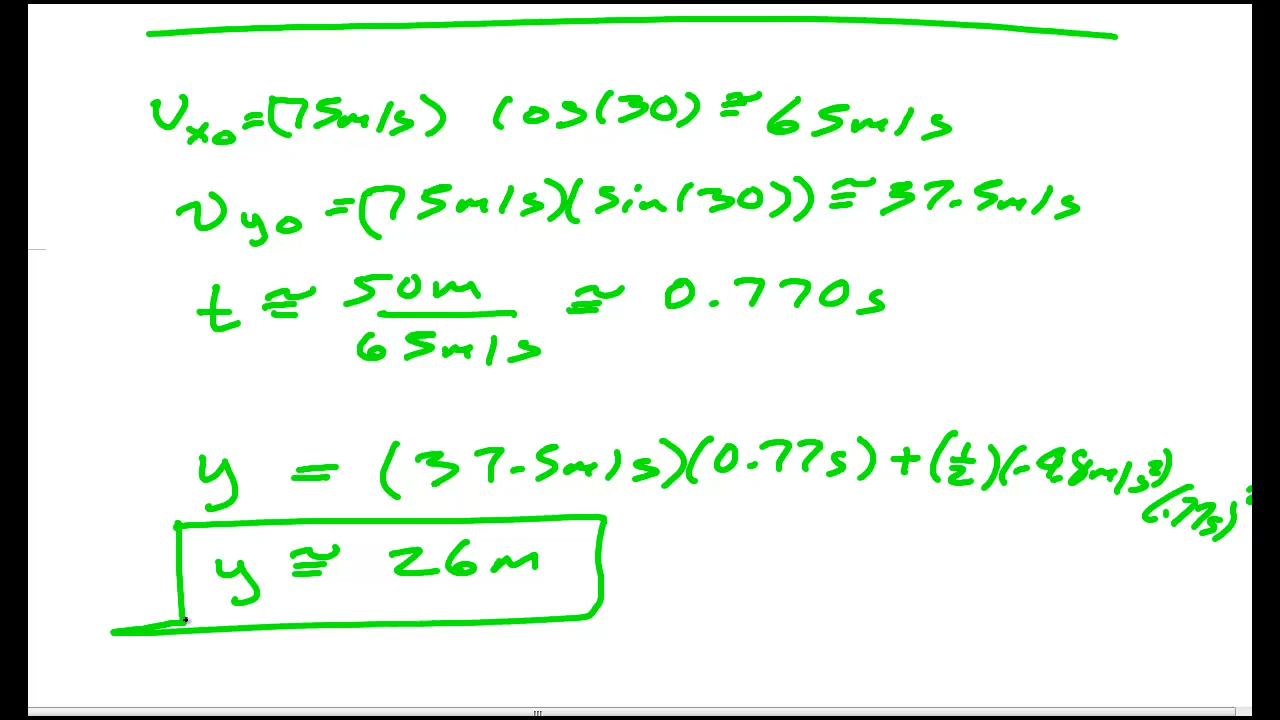 Vx0 = (75m/s) cos(30) ≅ 65m/s
Vy0 = (75m/s)(sin(30)) ≅ 37.5m/s
t ≅ 50m/65m/s ≅ 0.770s
y = (37.5m/s)(0.77s) + (1/2)(-9.8m/s²)(.77s)²
y ≅ 26m